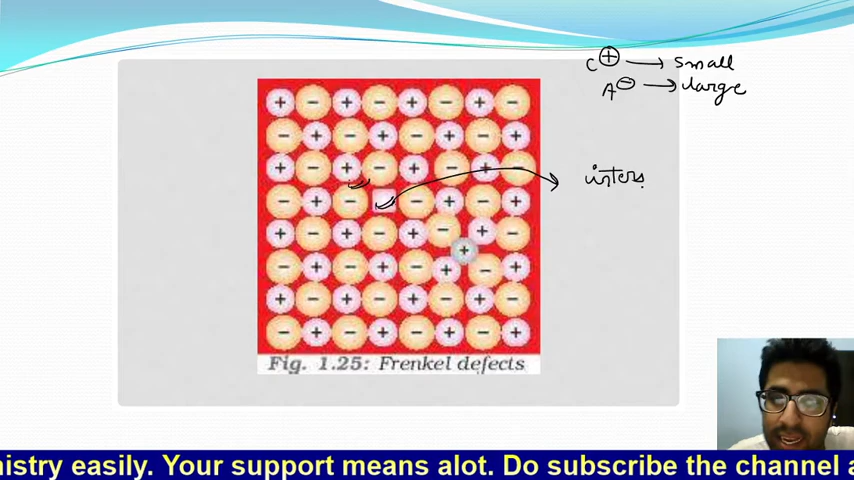 C⊕ → small
A⊖ → large
inters
+ - + - + - + -
- + - + - + - +
+ - + - + - + -
- + - - + - +
+ - + - + - + -
+
- + - + - + - +
+ - + - + - + -
- + - + - + - +
Fig. 1.25: Frenkel defects
nistry easily. Your support means alot. Do subscribe the channel a